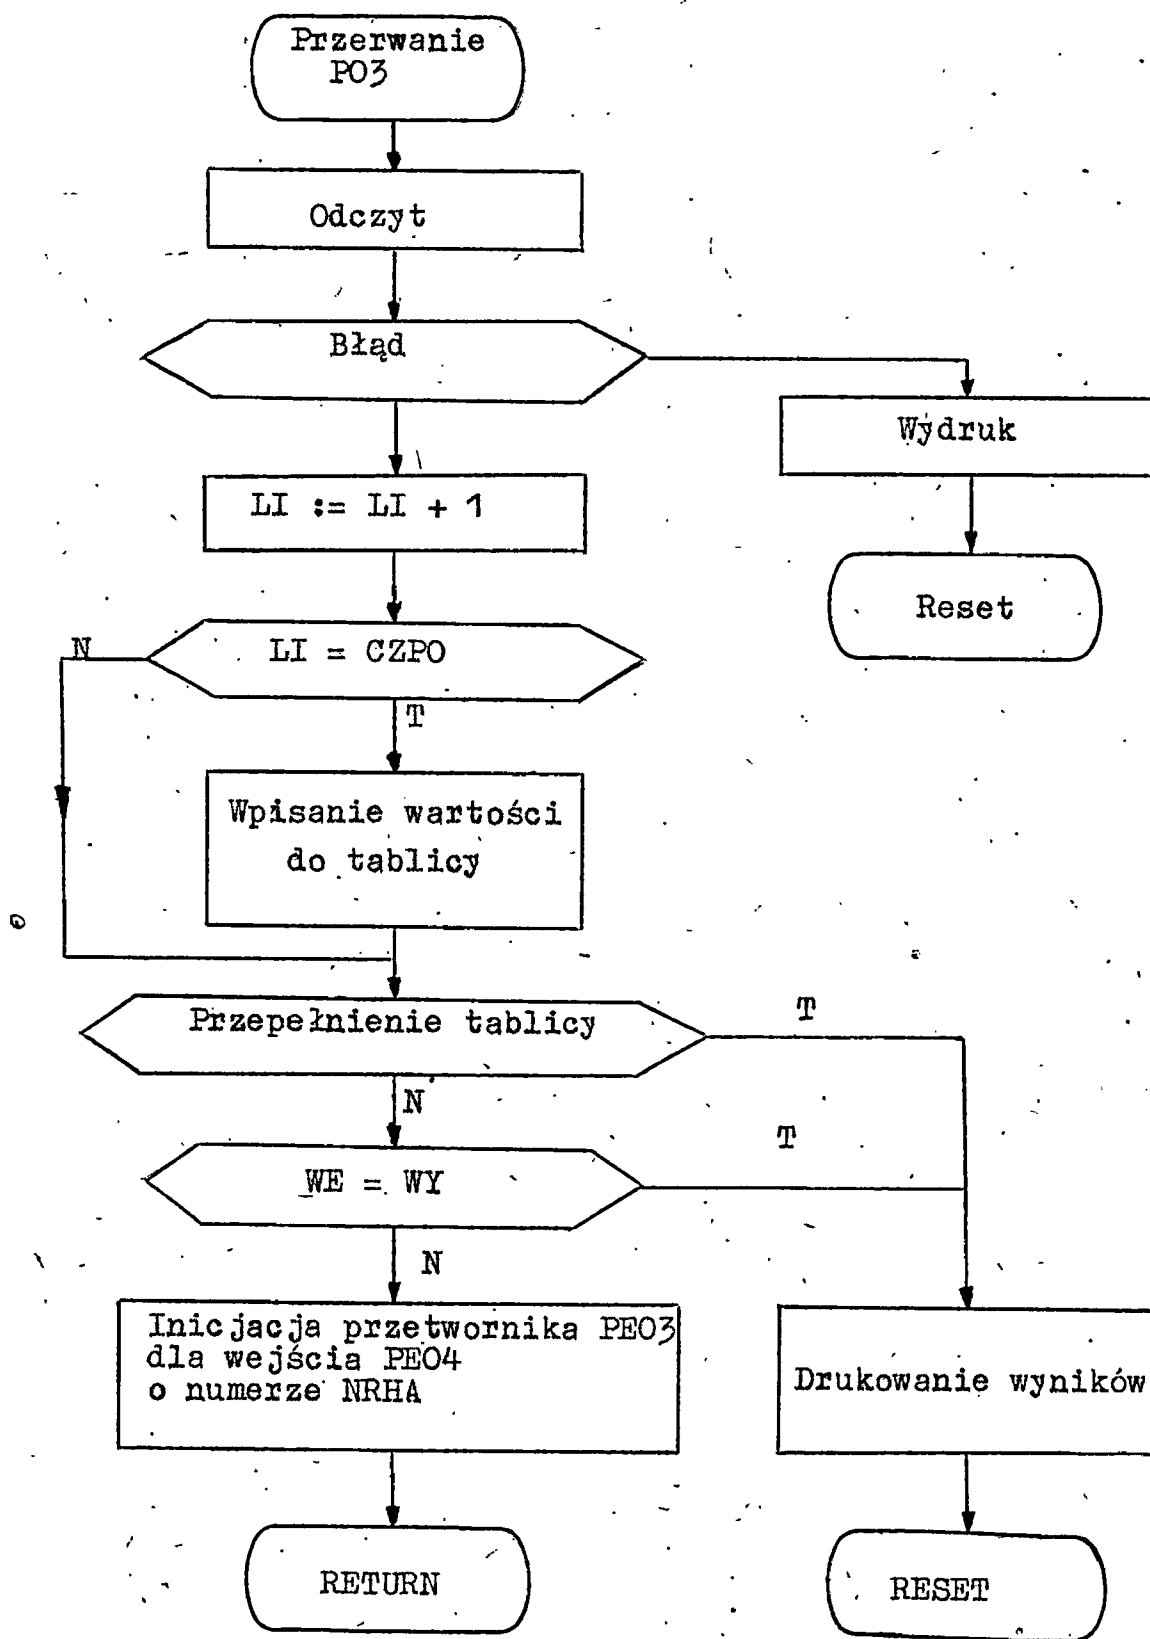 Przerwanie
PO3
Odczyt
Błąd
Wydruk
LI := LI + 1
Reset
LI = CZPO
N
T
Wpisanie wartości
do tablicy
Przepełnienie tablicy
T
N
WE = WY
T
N
Inicjacja przetwornika PEO3
dla wejścia PEO4
o numerze NRHA
Drukowanie wyników
RETURN
RESET